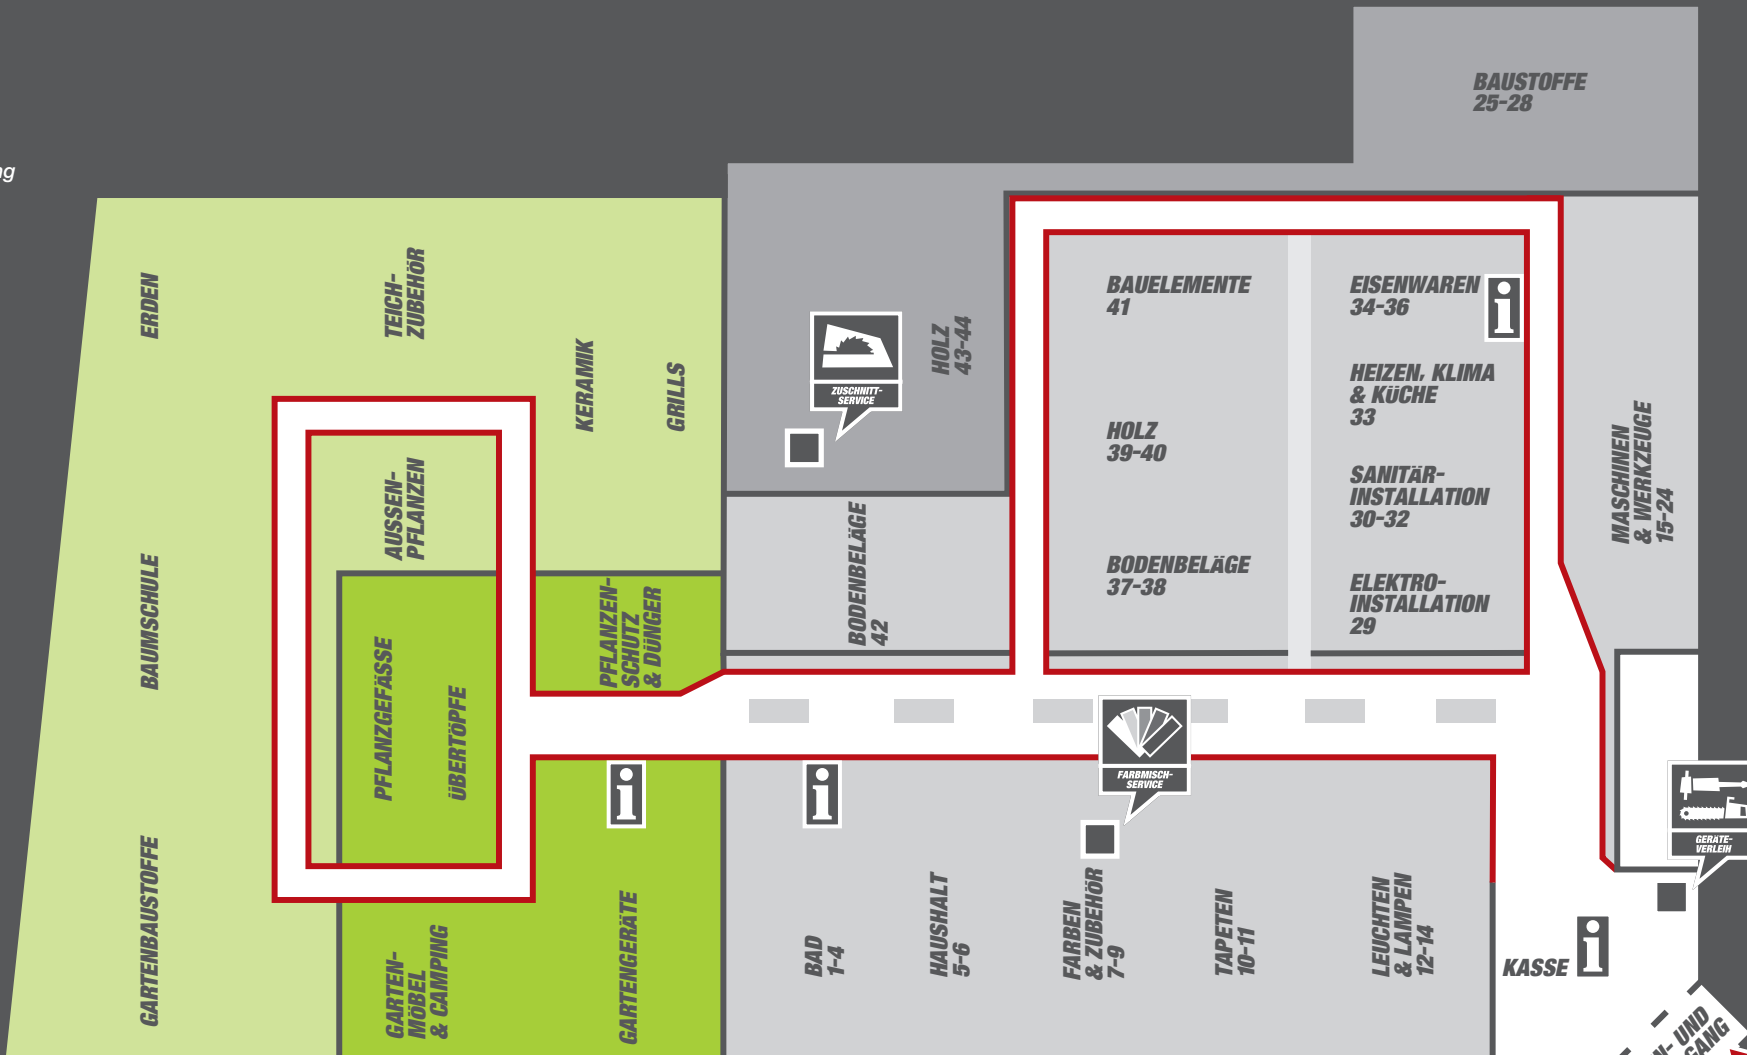 BAUSTOFFE
25-28
ng
ERDEN
TEICH-
ZUBEHÖR
KERAMIK
GRILLS
ZUSCHNITT-
SERVICE
HOLZ
43-44
BAUELEMENTE
41
EISENWAREN
34-36
HEIZEN, KLIMA
& KÜCHE
33
HOLZ
39-40
SANITÄR-
INSTALLATION
30-32
MASCHINEN
& WERKZEUGE
15-24
AUSSEN-
PFLANZEN
BODENBELÄGE
42
BODENBELÄGE
37-38
ELEKTRO-
INSTALLATION
29
BAUMSCHULE
PFLANZEN-
SCHUTZ
& DÜNGER
PFLANZGEFÄSSE
ÜBERTÖPFE
FARBMISCH-
SERVICE
GERÄTE-
VERLEIH
GARTENBAUSTOFFE
GARTEN-
MÖBEL
& CAMPING
GARTENGERÄTE
BAD
1-4
HAUSHALT
5-6
FARBEN
& ZUBEHÖR
7-9
TAPETEN
10-11
LEUCHTEN
& LAMPEN
12-14
KASSE
N- UND
GANG